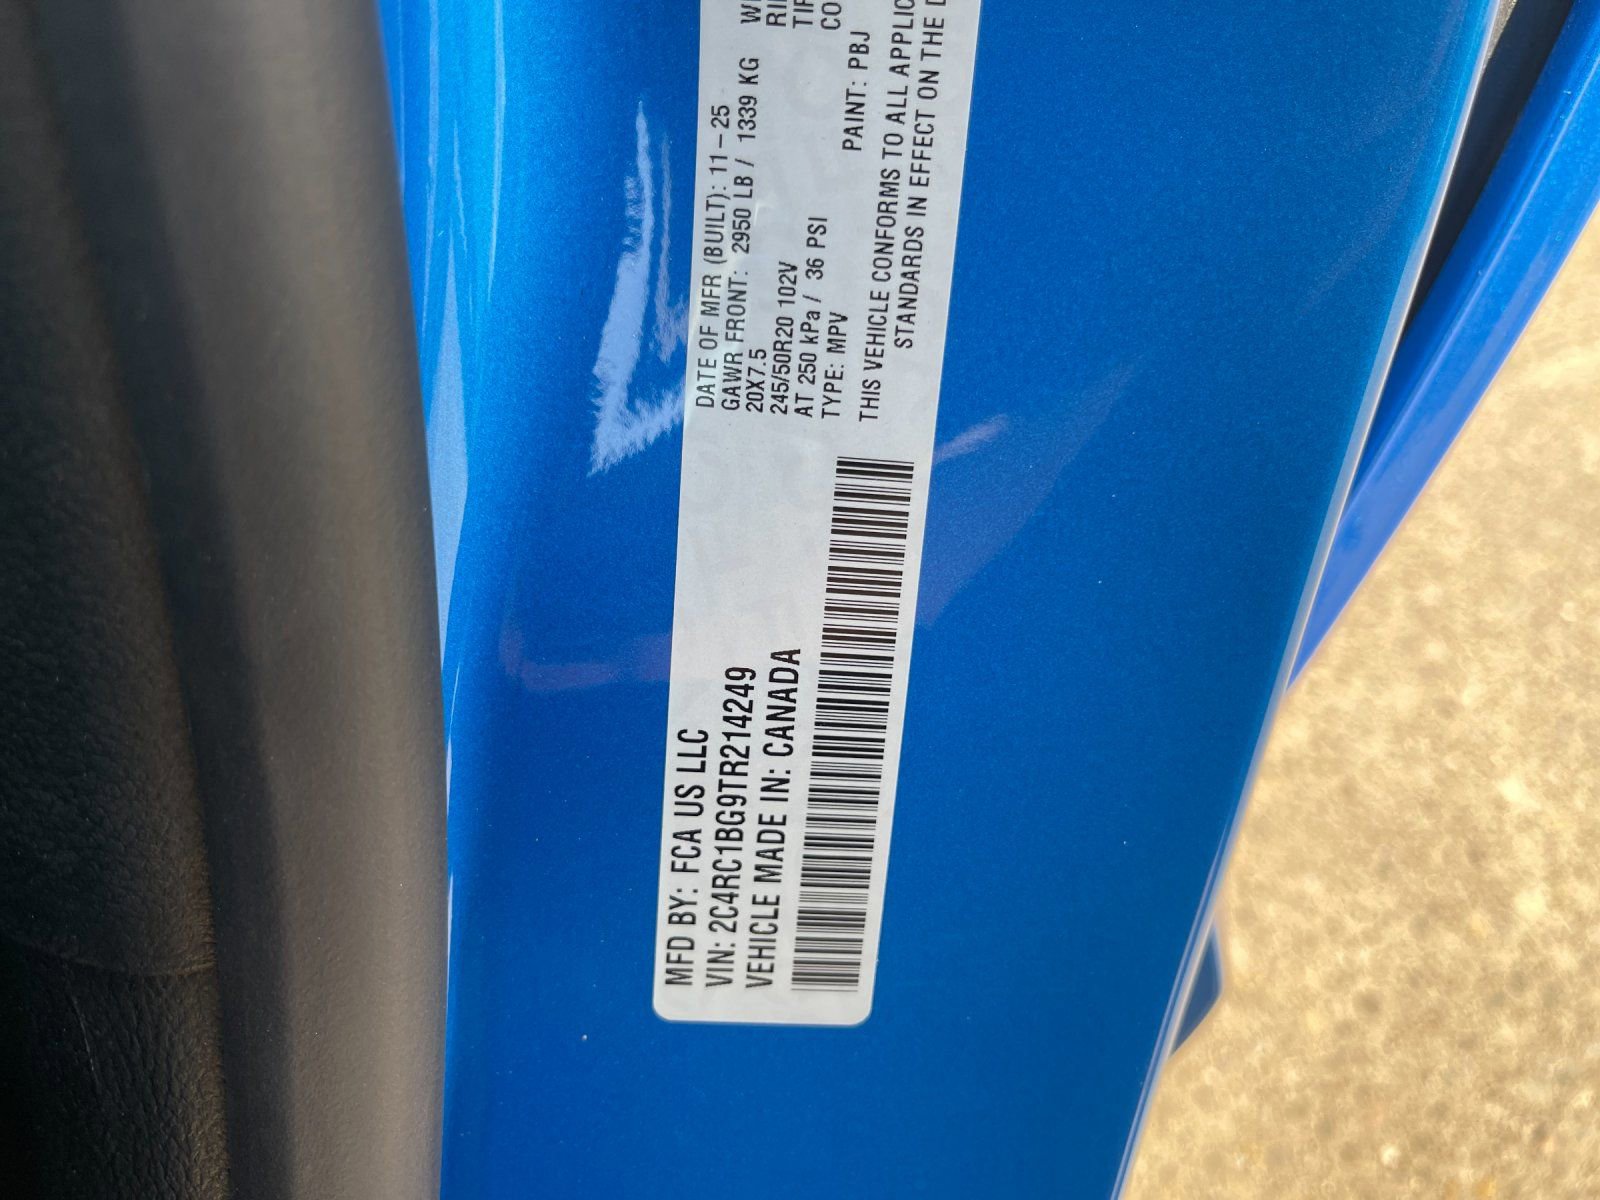 MFD BY: FCA US LLC
VIN: 2C4RC1BG9TR214249
VEHICLE MADE IN: CANADA
DATE OF MFR (BUILT): 11-25
GAWR FRONT: 2950 LB / 1339 KG
20X7.5
245/50R20 102V
AT 250 kPa / 36 PSI
TYPE: MPV
PAINT: PBJ
THIS VEHICLE CONFORMS TO ALL
STANDARDS IN EFFECT ON THE